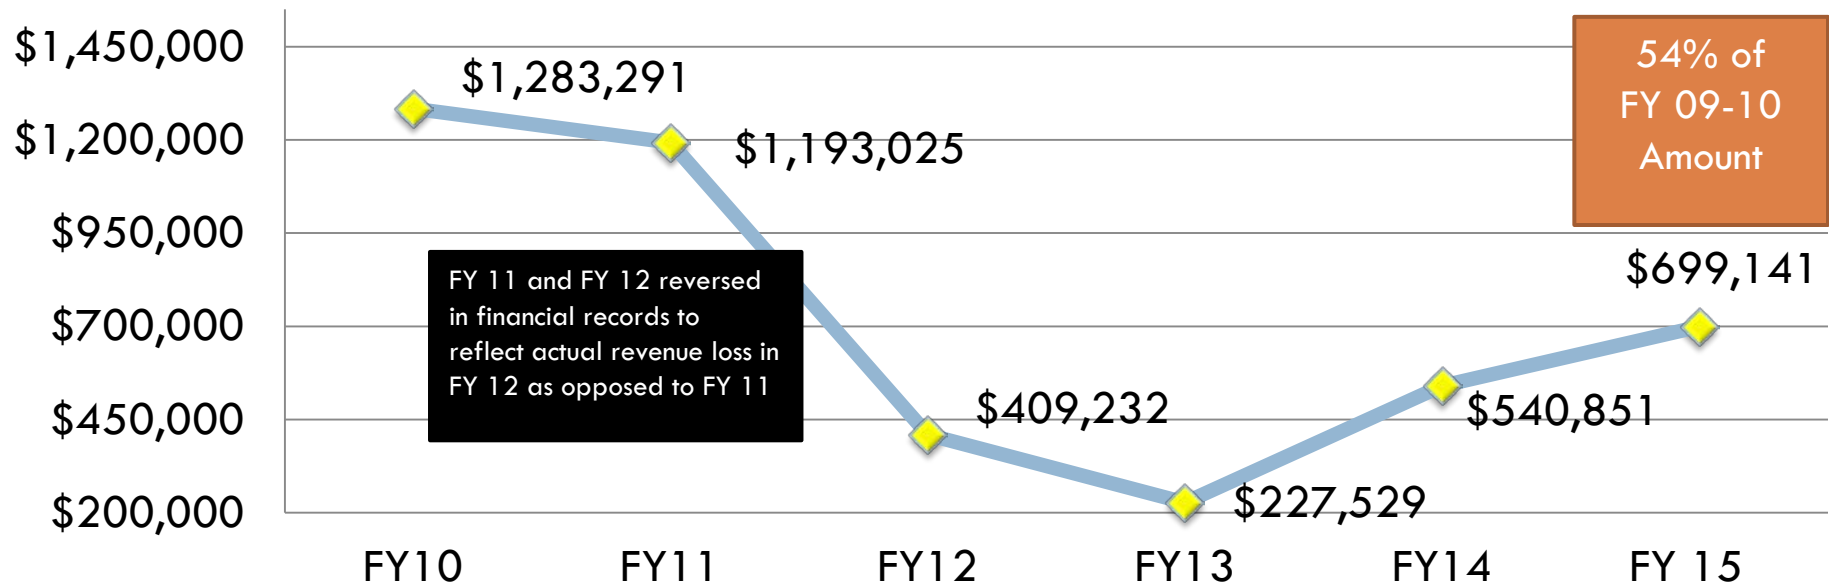 $1,450,000
$1,200,000
$950,000
$700,000
$450,000
$200,000
$1,283,291
$1,193,025
$409,232
$227,529
$540,851
$699,141
54% of
FY 09-10
Amount
FY 11 and FY 12 reversed
in financial records to
reflect actual revenue loss in
FY 12 as opposed to FY 11
FY10 FY11 FY12 FY13 FY14 FY 15